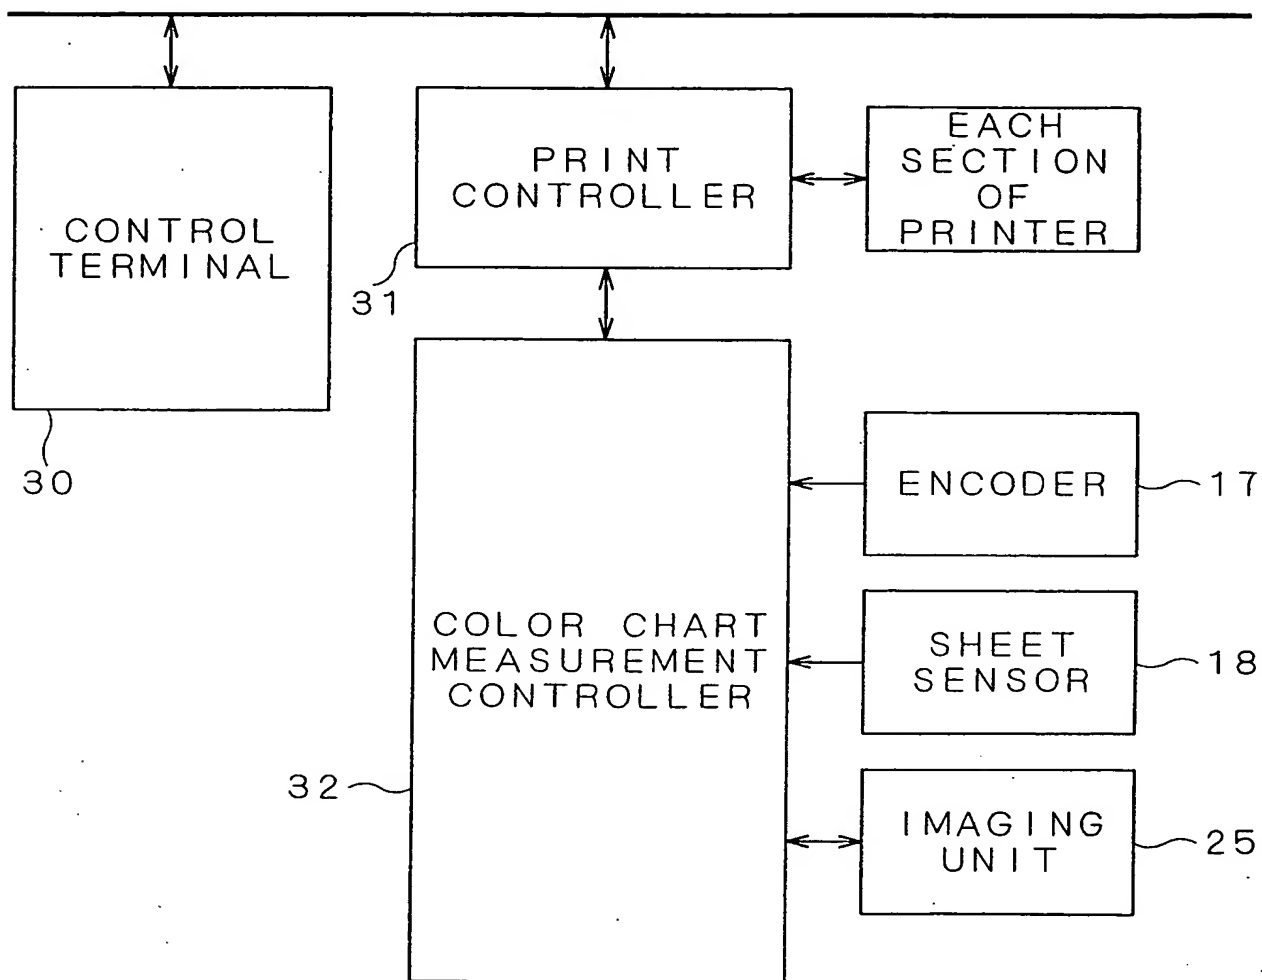 CONTROL
TERMINAL
30
PRINT
CONTROLLER
31
EACH
SECTION
OF
PRINTER
COLOR CHART
MEASUREMENT
CONTROLLER
32
ENCODER
17
SHEET
SENSOR
18
IMAGING
UNIT
25